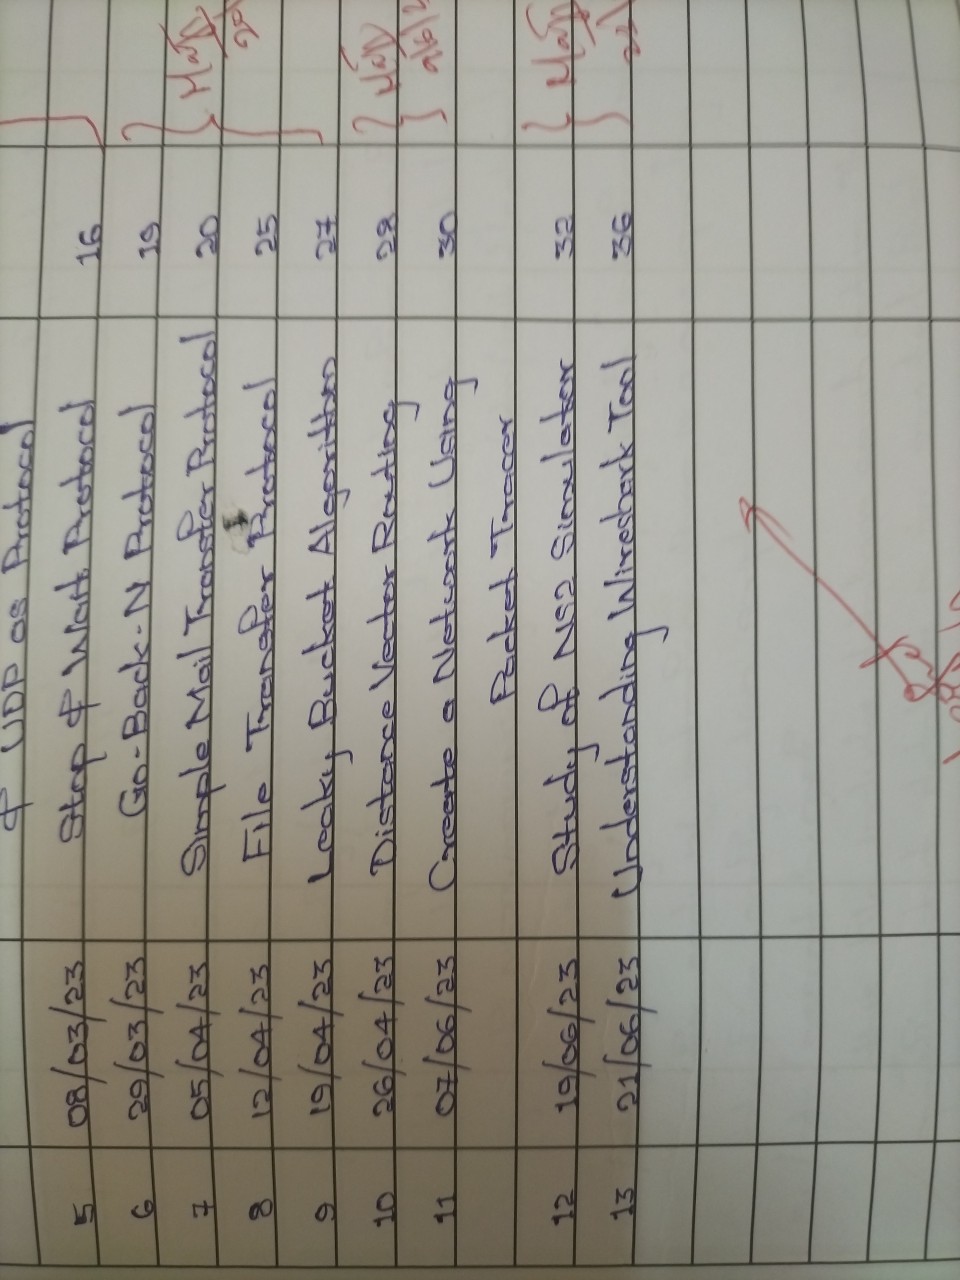 & UDP as Protocol
5 08/03/23 Stop & Wait Protocol 16
6 29/03/23 Go-Back-N Protocol 19
7 05/04/23 Simple Mail Transfer Protocol 20
8 12/04/23 File Transfer Protocol 25
9 19/04/23 Leaky Bucket Algorithm 27
10 26/04/23 Distance Vector Routing 28
11 07/06/23 Create a Network Using 30
Packet Tracer
12 19/06/23 Study of NS2 Simulator 32
13 21/06/23 Understanding Wireshark Tool 36